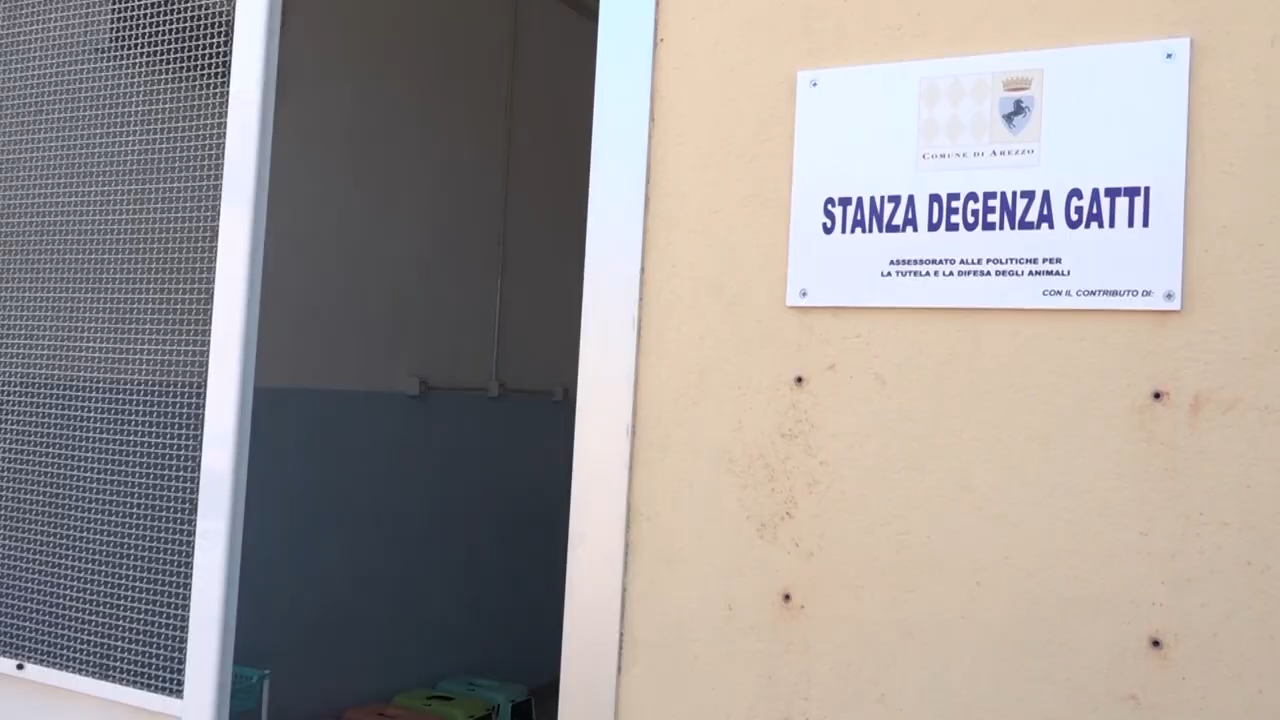 COMUNE DI AREZZO
STANZA DEGENZA GATTI
ASSESSORATO ALLE POLITICHE PER
LA TUTELA E LA DIFESA DEGLI ANIMALI
CON IL CONTRIBUTO DI: